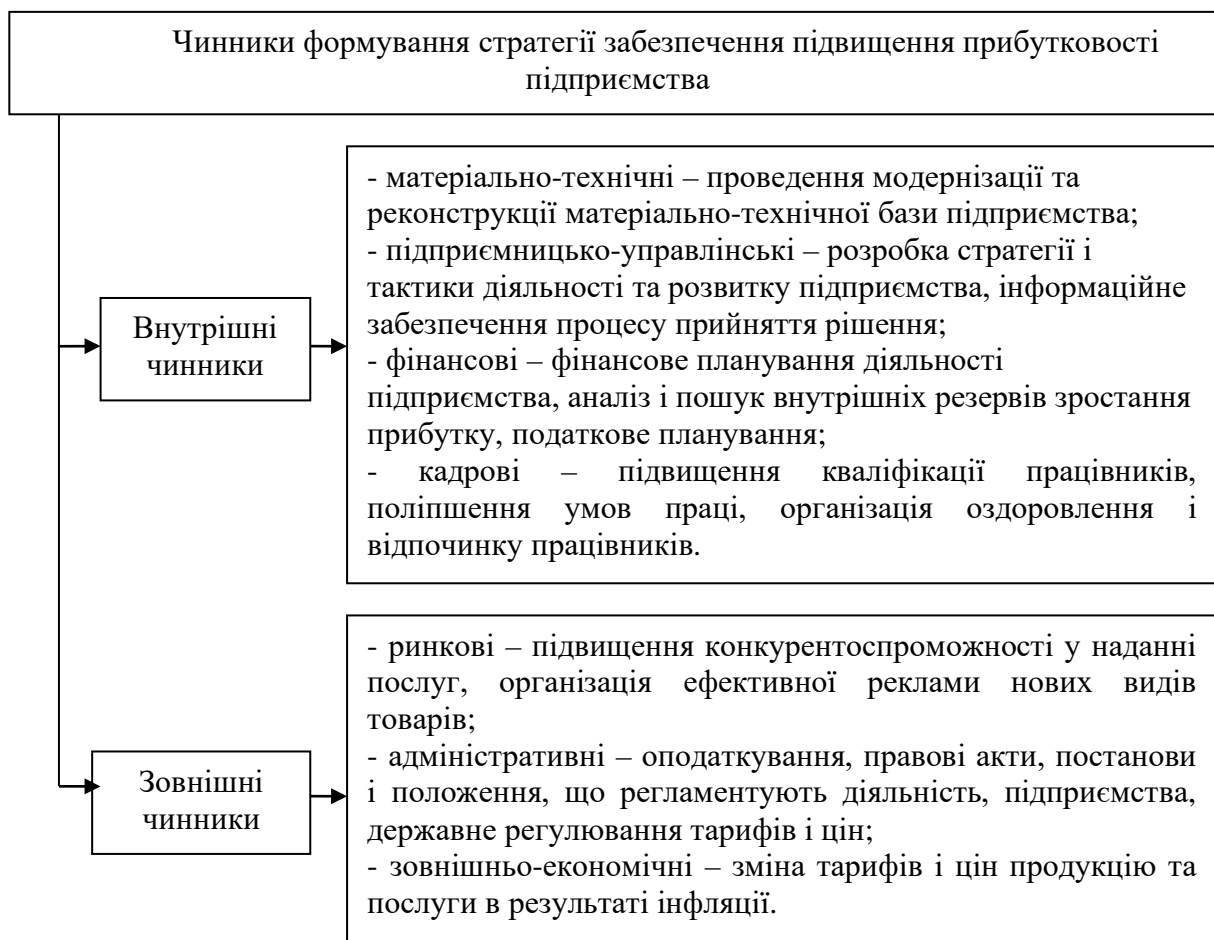 Чинники формування стратегії забезпечення підвищення прибутковості
підприємства
Внутрішні
чинники
- матеріально-технічні – проведення модернізації та
реконструкції матеріально-технічної бази підприємства;
- підприємницько-управлінські – розробка стратегії і
тактики діяльності та розвитку підприємства, інформаційне
забезпечення процесу прийняття рішення;
- фінансові – фінансове планування діяльності
підприємства, аналіз і пошук внутрішніх резервів зростання
прибутку, податкове планування;
- кадрові – підвищення кваліфікації працівників,
поліпшення умов праці, організація оздоровлення і
відпочинку працівників.
Зовнішні
чинники
- ринкові – підвищення конкурентоспроможності у наданні
послуг, організація ефективної реклами нових видів
товарів;
- адміністративні – оподаткування, правові акти, постанови
і положення, що регламентують діяльність, підприємства,
державне регулювання тарифів і цін;
- зовнішньо-економічні – зміна тарифів і цін продукцію та
послуги в результаті інфляції.